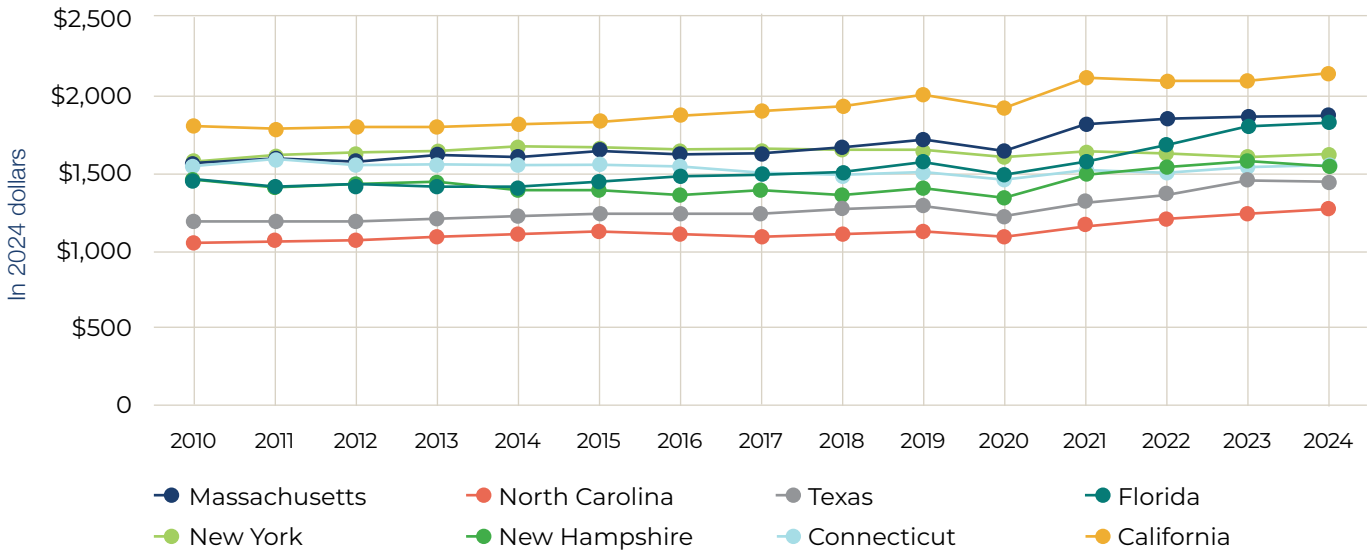 $2,500
$2,000
$1,500
$1,000
$500
0
In 2024 dollars
2010 2011 2012 2013 2014 2015 2016 2017 2018 2019 2020 2021 2022 2023 2024
Massachusetts North Carolina Texas Florida
New York New Hampshire Connecticut California